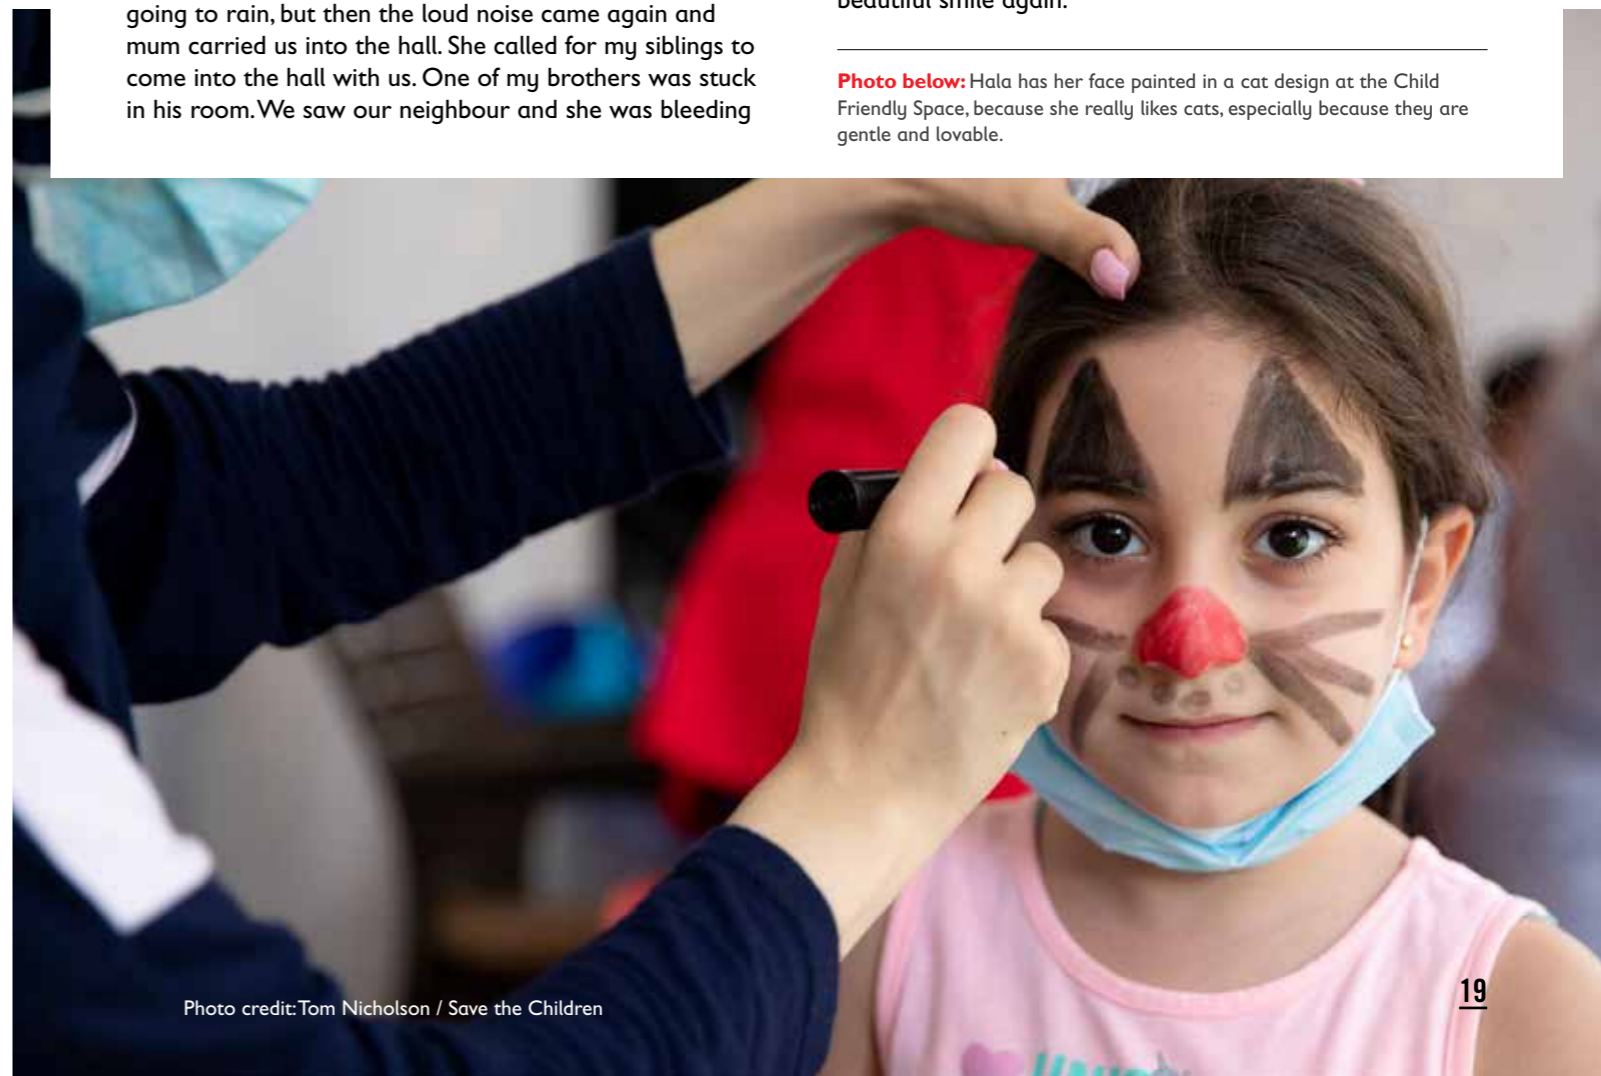 going to rain, but then the loud noise came again and
mum carried us into the hall. She called for my siblings to
come into the hall with us. One of my brothers was stuck
in his room. We saw our neighbour and she was bleeding
beautiful smile again.
Photo below: Hala has her face painted in a cat design at the Child
Friendly Space, because she really likes cats, especially because they are
gentle and lovable.
Photo credit: Tom Nicholson / Save the Children
19